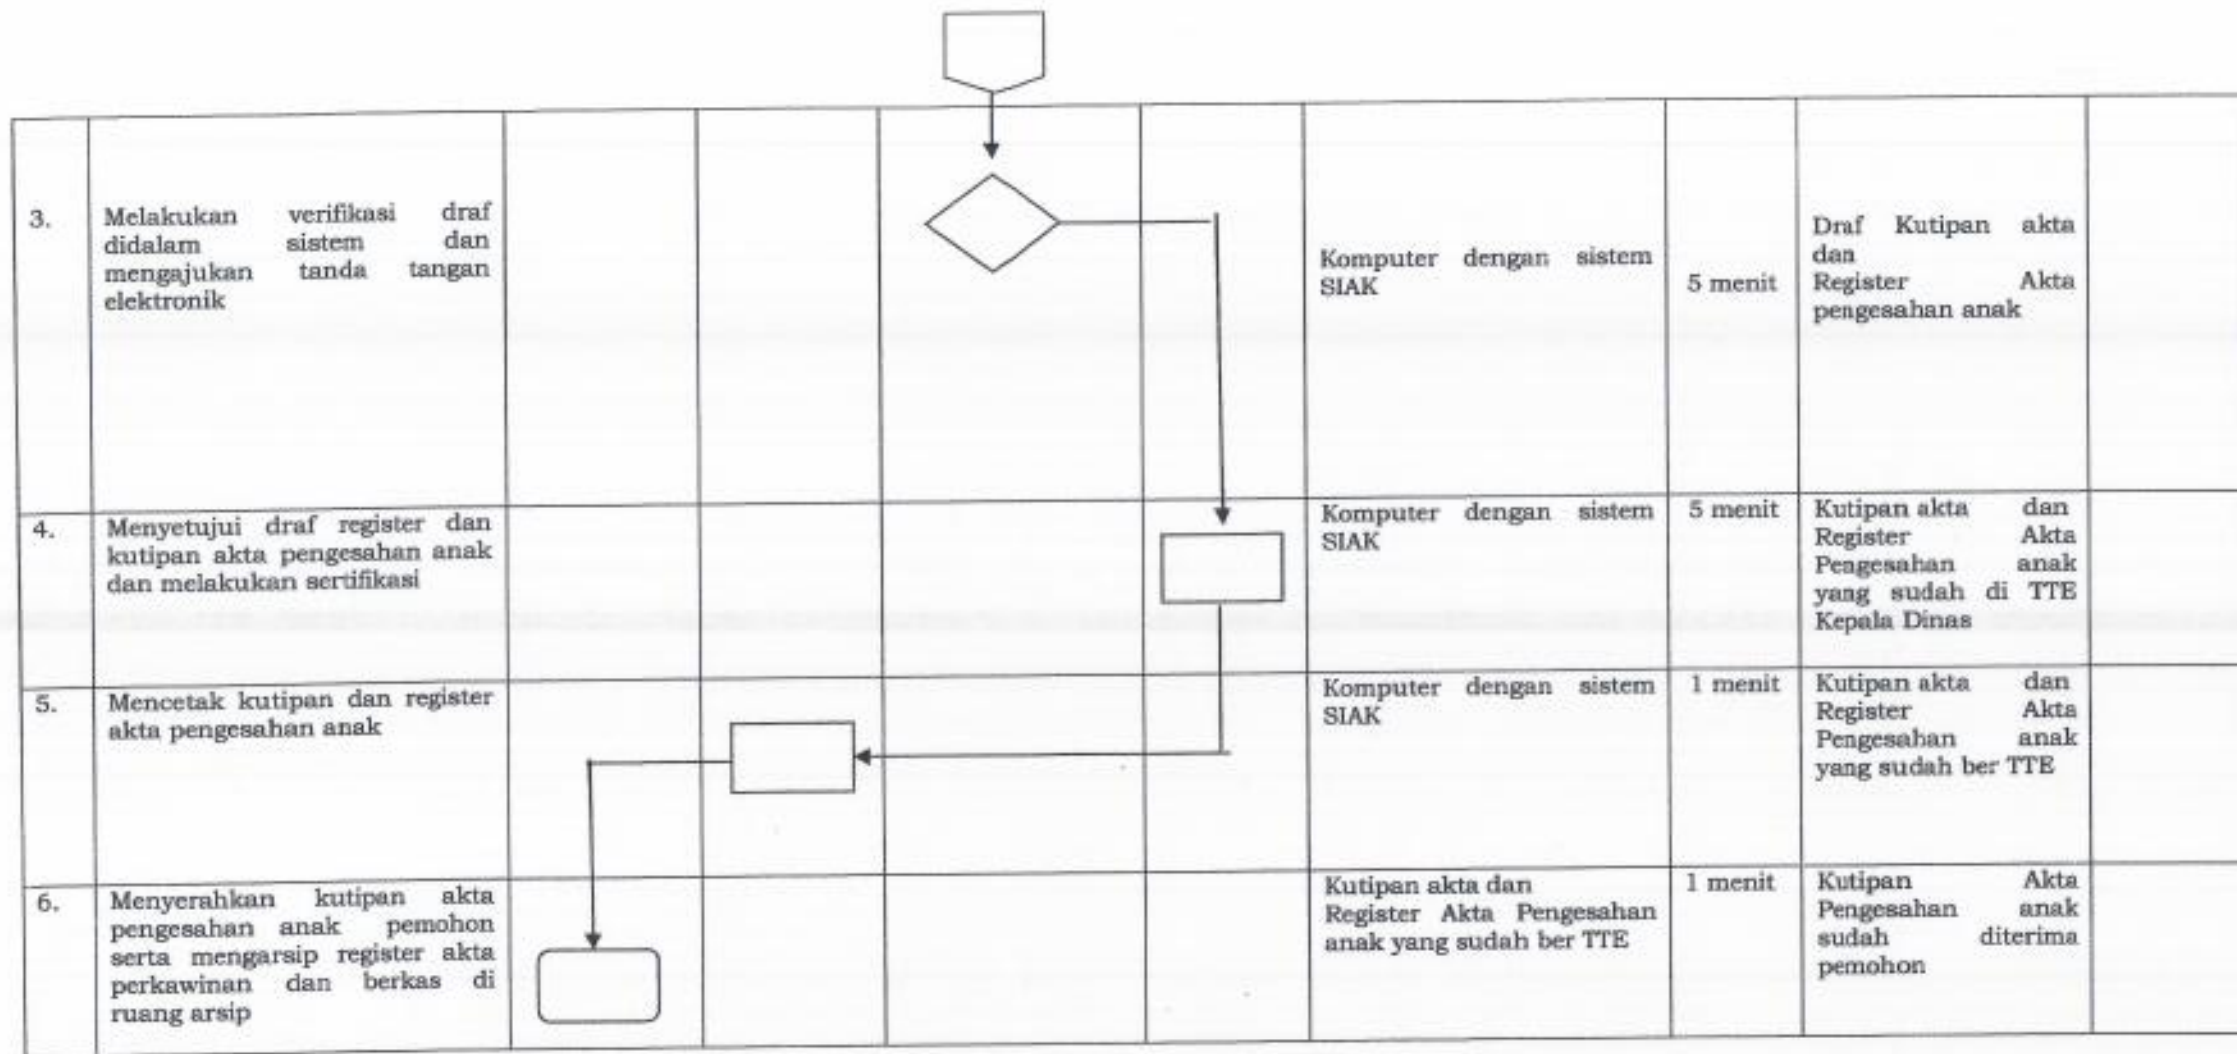 3.
Melakukan verifikasi draf
didalam sistem dan
mengajukan tanda tangan
elektronik
Komputer dengan sistem
SIAK
5 menit
Draf Kutipan akta
dan
Register Akta
pengesahan anak
4.
Menyetujui draf register dan
kutipan akta pengesahan anak
dan melakukan sertifikasi
Komputer dengan sistem
SIAK
5 menit
Kutipan akta dan
Register Akta
Pengesahan anak
yang sudah di TTE
Kepala Dinas
5.
Mencetak kutipan dan register
akta pengesahan anak
Komputer dengan sistem
SIAK
1 menit
Kutipan akta dan
Register Akta
Pengesahan anak
yang sudah ber TTE
6.
Menyerahkan kutipan akta
pengesahan anak pemohon
serta mengarsip register akta
perkawinan dan berkas di
ruang arsip
Kutipan akta dan
Register Akta Pengesahan
anak yang sudah ber TTE
1 menit
Kutipan Akta
Pengesahan anak
sudah diterima
pemohon